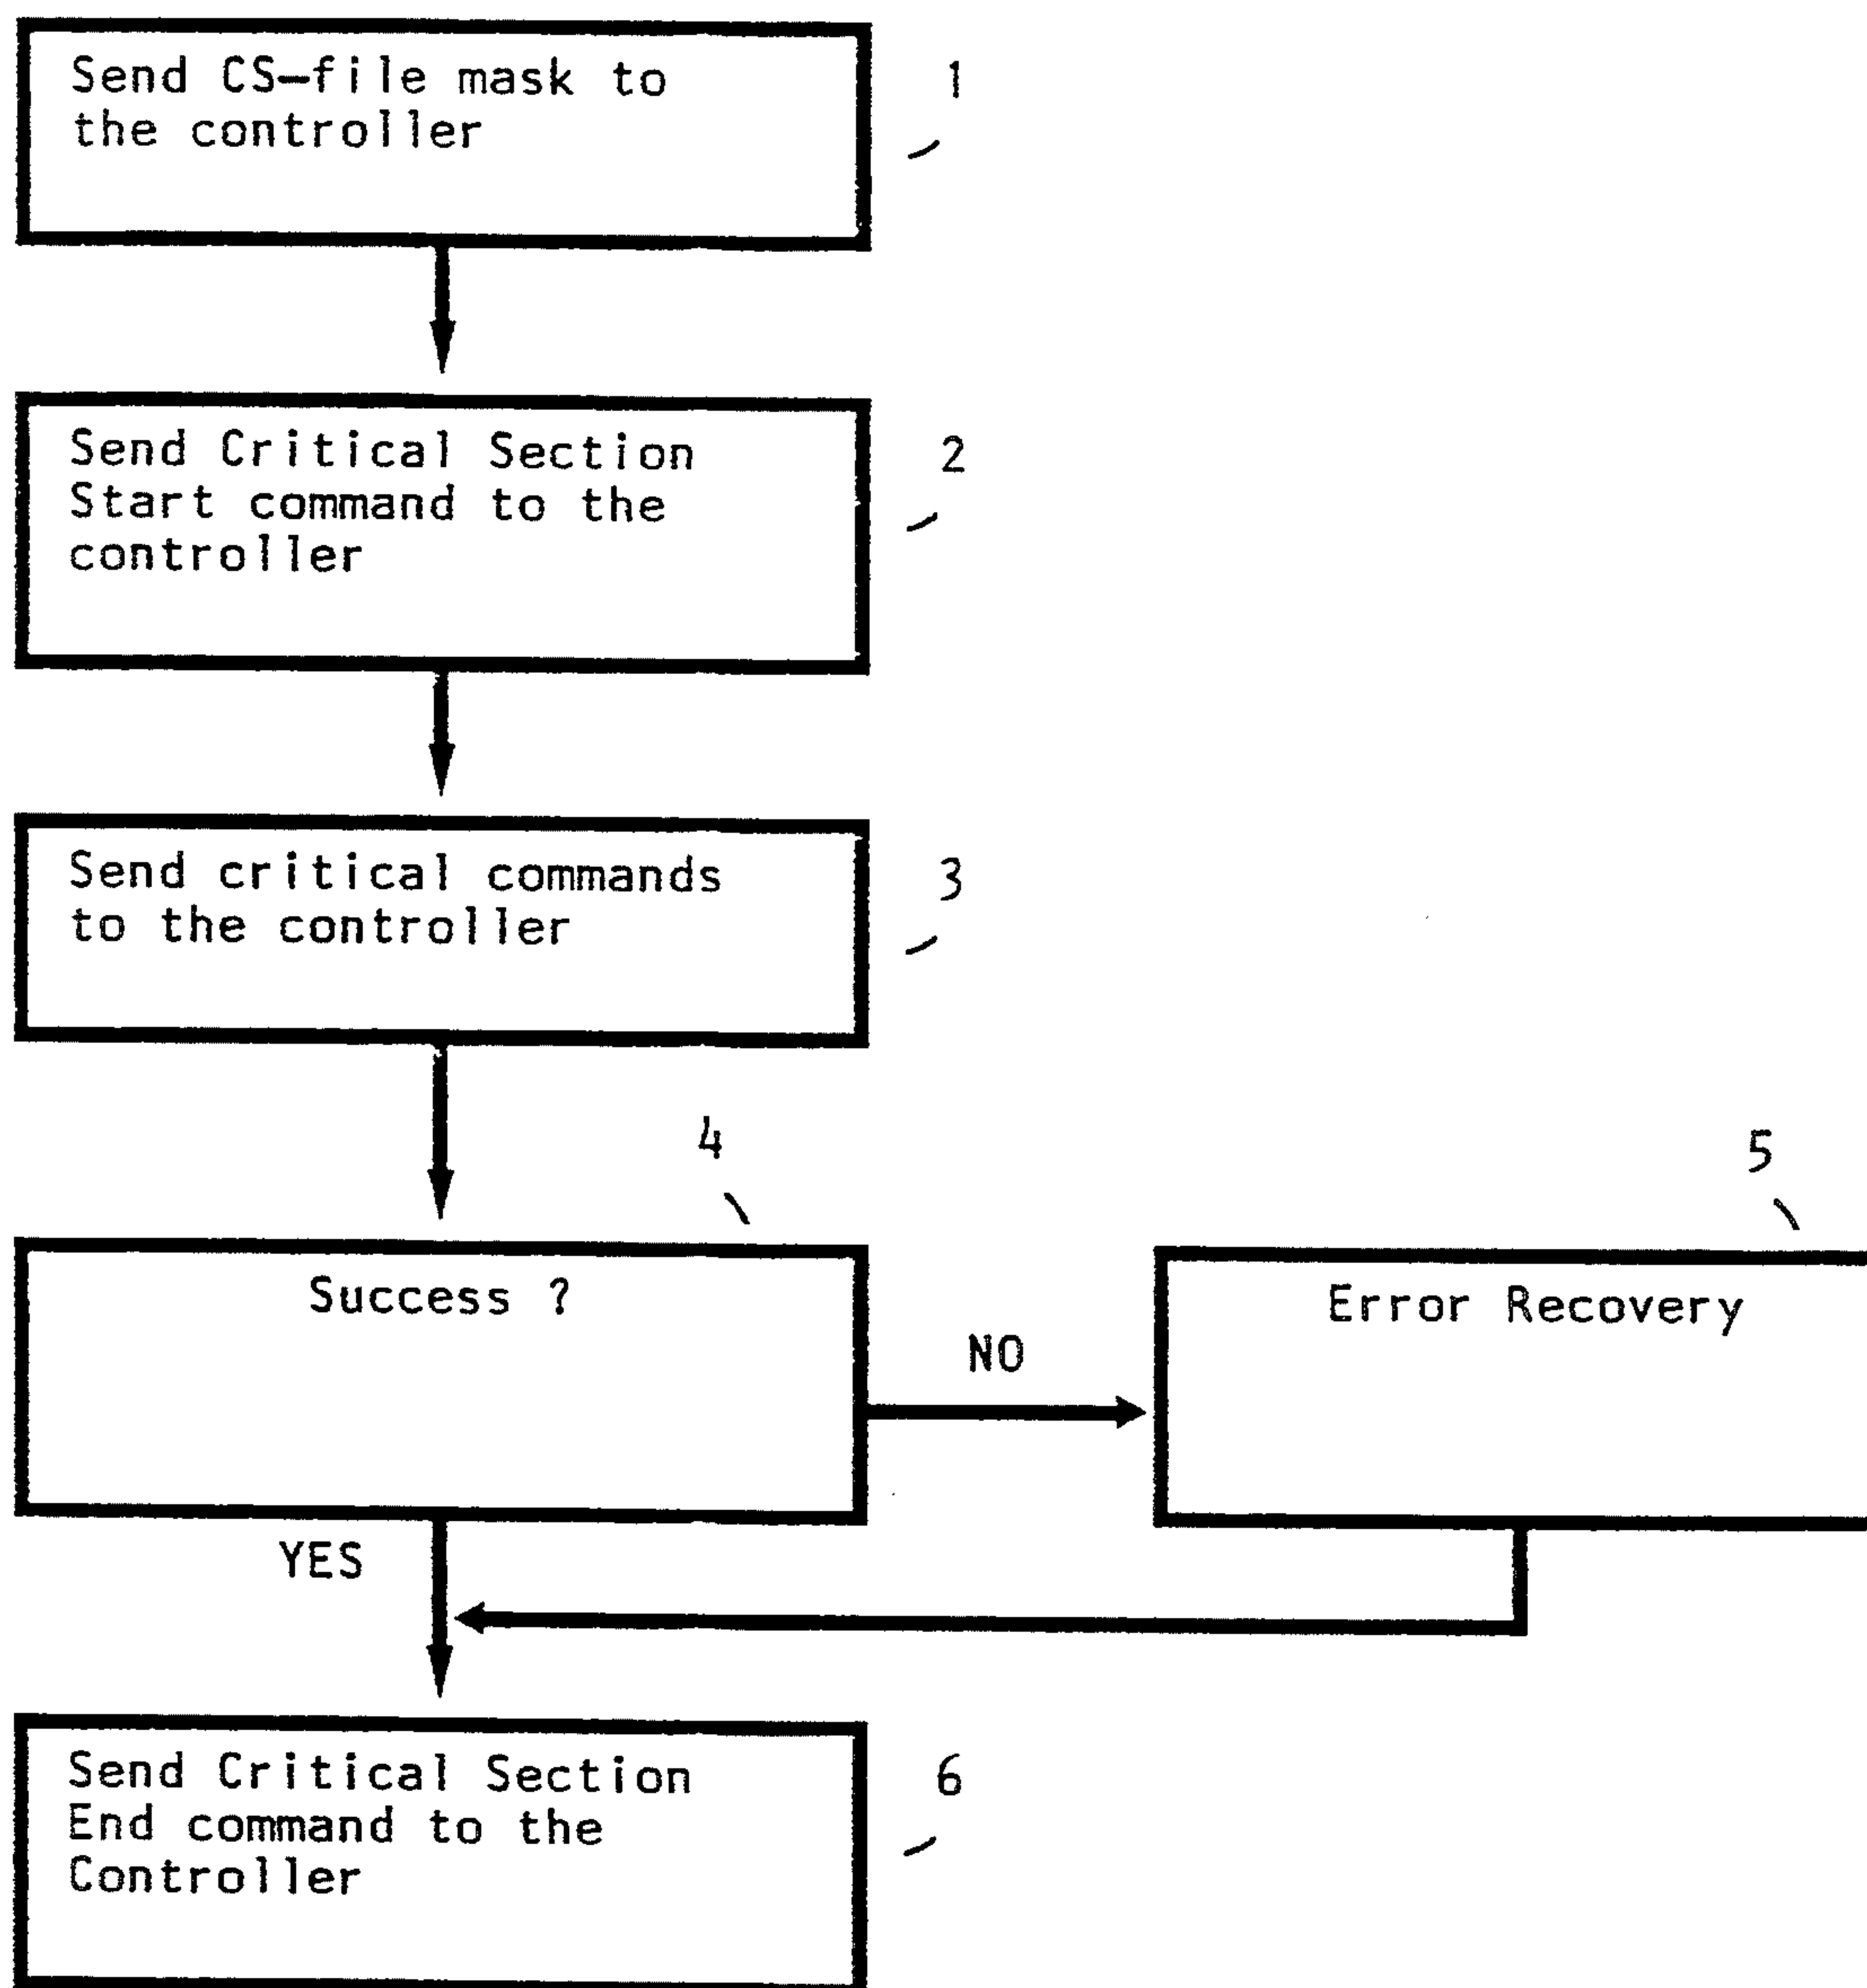 Send CS-file mask to
the controller
1
Send Critical Section
Start command to the
controller
2
Send critical commands
to the controller
3
4
Success ?
NO
5
Error Recovery
YES
Send Critical Section
End command to the
Controller
6